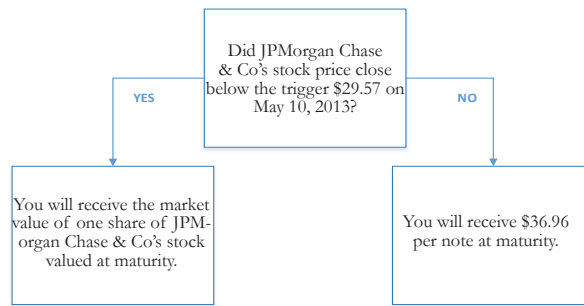 Did JPMorgan Chase
& Co’s stock price close
below the trigger $29.57 on
May 10, 2013?
YES
NO
You will receive the market
value of one share of JPM-
organ Chase & Co’s stock
valued at maturity.
You will receive $36.96
per note at maturity.